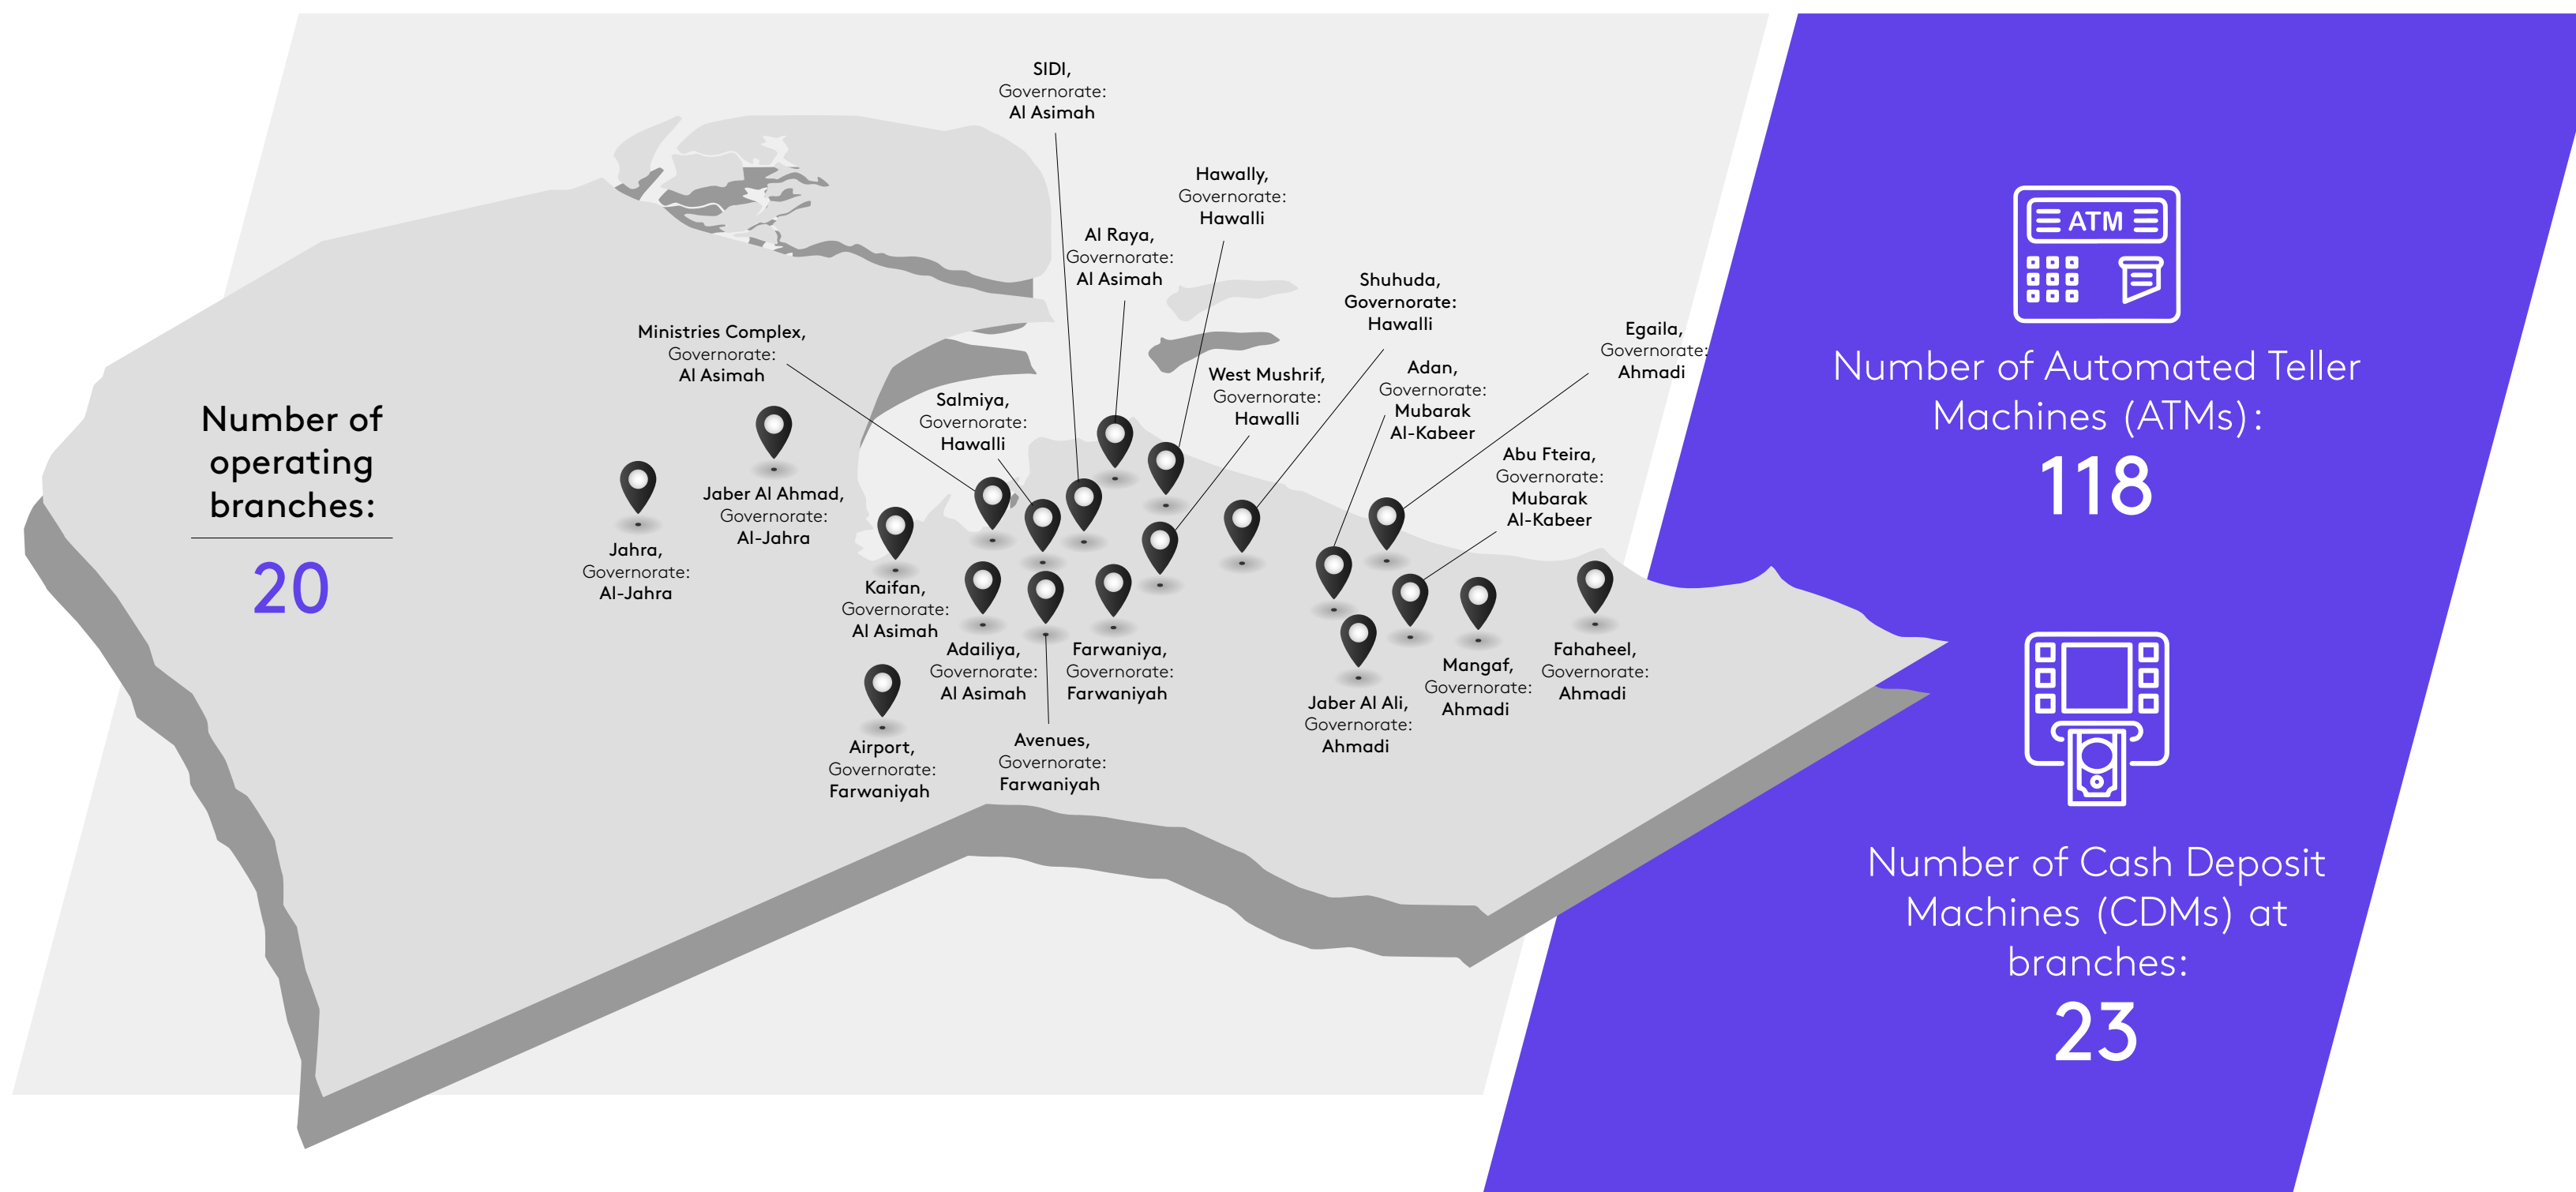 SIDI,
Governorate:
Al Asimah
Hawally,
Governorate:
Hawalli
Al Raya,
Governorate:
Al Asimah
Shuhuda,
Governorate:
Hawalli
Ministries Complex,
Governorate:
Al Asimah
Egaila,
Governorate:
Ahmadi
West Mushrif,
Governorate:
Hawalli
Adan,
Governorate:
Mubarak
Al-Kabeer
Salmiya,
Governorate:
Hawalli
Abu Fteira,
Governorate:
Mubarak
Al-Kabeer
Number of
operating
branches:
20
Jaber Al Ahmad,
Governorate:
Al-Jahra
Jahra,
Governorate:
Al-Jahra
Kaifan,
Governorate:
Al Asimah
Adailiya,
Governorate:
Al Asimah
Farwaniya,
Governorate:
Farwaniyah
Mangaf,
Governorate:
Ahmadi
Fahaheel,
Governorate:
Ahmadi
Jaber Al Ali,
Governorate:
Ahmadi
Airport,
Governorate:
Farwaniyah
Avenues,
Governorate:
Farwaniyah
ATM
Number of Automated Teller
Machines (ATMs):
118
Number of Cash Deposit
Machines (CDMs) at
branches:
23